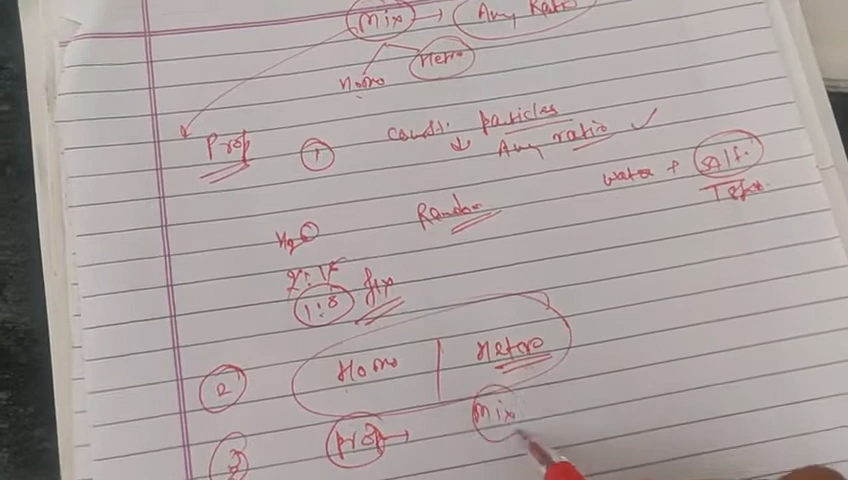 Mix → Any Ratio
Homo Hetero
Prop ① Consti. particles
↓ Any ratio ✓
Water + Salt.
Random
H₂O
1:8 fix
② Homo | Hetero
③ Prop → Mix